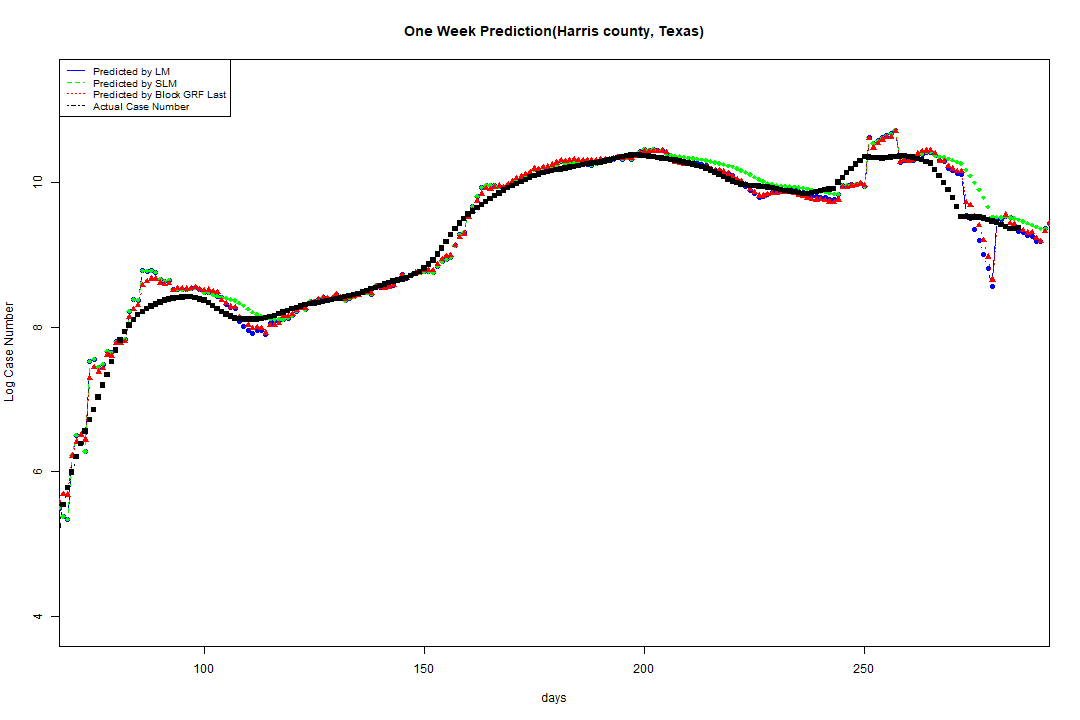 One Week Prediction(Harris county, Texas)
Predicted by LM
Predicted by SLM
Predicted by Block GRF Last
Actual Case Number
10
8
6
4
Log Case Number
100 150 200 250
days